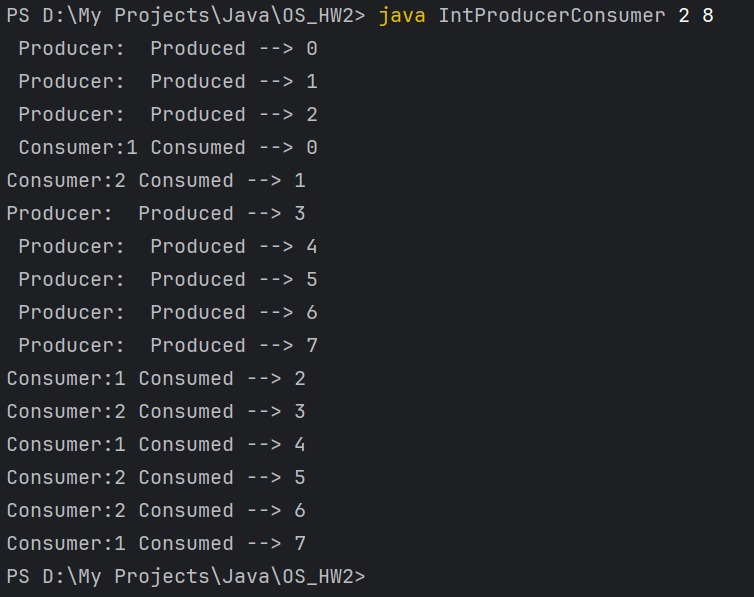 PS D:\My Projects\Java\OS_HW2> java IntProducerConsumer 2 8
 Producer:  Produced --> 0
 Producer:  Produced --> 1
 Producer:  Produced --> 2
 Consumer:1 Consumed --> 0
Consumer:2 Consumed --> 1
Producer:  Produced --> 3
 Producer:  Produced --> 4
 Producer:  Produced --> 5
 Producer:  Produced --> 6
 Producer:  Produced --> 7
Consumer:1 Consumed --> 2
Consumer:2 Consumed --> 3
Consumer:1 Consumed --> 4
Consumer:2 Consumed --> 5
Consumer:2 Consumed --> 6
Consumer:1 Consumed --> 7
PS D:\My Projects\Java\OS_HW2>